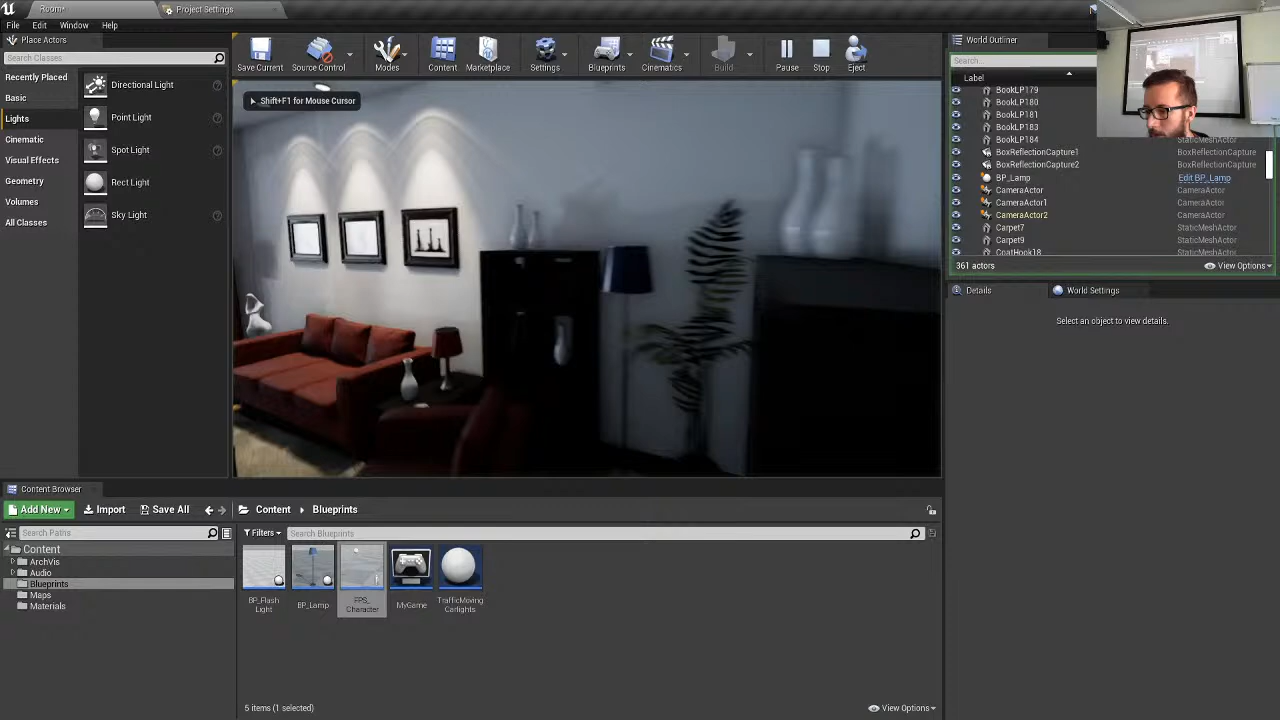 Room*
Project Settings
File
Edit
Window
Help
Place Actors
Search Classes
Recently Placed
Basic
Lights
Cinematic
Visual Effects
Geometry
Volumes
All Classes
Directional Light
Point Light
Spot Light
Rect Light
Sky Light
Save Current
Source Control
Modes
Content
Marketplace
Settings
Blueprints
Cinematics
Build
Pause
Stop
Eject
Shift+F1 for Mouse Cursor
World Outliner
Search...
Label
BookLP179
BookLP180
BookLP181
BookLP183
BookLP184
StaticMeshActor
BoxReflectionCapture1
BoxReflectionCapture
BoxReflectionCapture2
BoxReflectionCapture
BP_Lamp
Edit BP_Lamp
CameraActor
CameraActor
CameraActor1
CameraActor
CameraActor2
CameraActor
Carpet7
StaticMeshActor
Carpet9
StaticMeshActor
CoatHook18
StaticMeshActor
361 actors
View Options
Details
World Settings
Select an object to view details.
Content Browser
Add New
Import
Save All
Content
Blueprints
Search Paths
Filters
Search Blueprints
Content
ArchVis
Audio
Blueprints
Maps
Materials
BP_Flash
Light
BP_Lamp
FPS_
Character
MyGame
TrafficMoving
Carlights
5 items (1 selected)
View Options